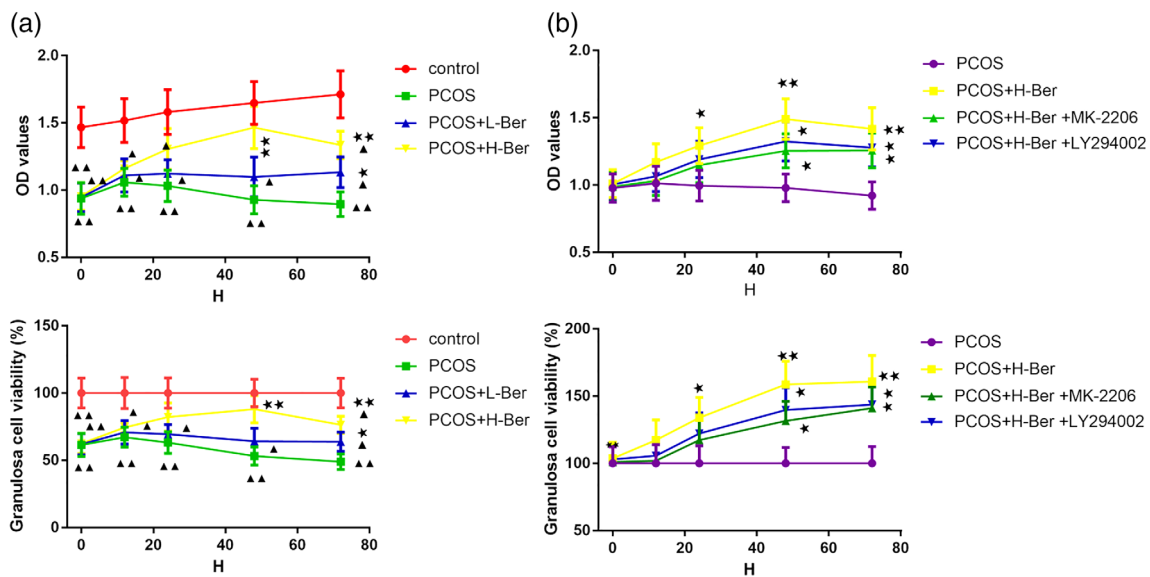 (a)
2.0
1.5
1.0
0.5
OD values
0
20
40
60
80
H
control
PCOS
PCOS+L-Ber
PCOS+H-Ber
150
100
50
0
Granulosa cell viability (%)
0
20
40
60
80
H
control
PCOS
PCOS+L-Ber
PCOS+H-Ber
(b)
2.0
1.5
1.0
0.5
OD values
0
20
40
60
80
H
PCOS
PCOS+H-Ber
PCOS+H-Ber +MK-2206
PCOS+H-Ber +LY294002
200
150
100
50
Granulosa cell viability (%)
0
20
40
60
80
H
PCOS
PCOS+H-Ber
PCOS+H-Ber +MK-2206
PCOS+H-Ber +LY294002